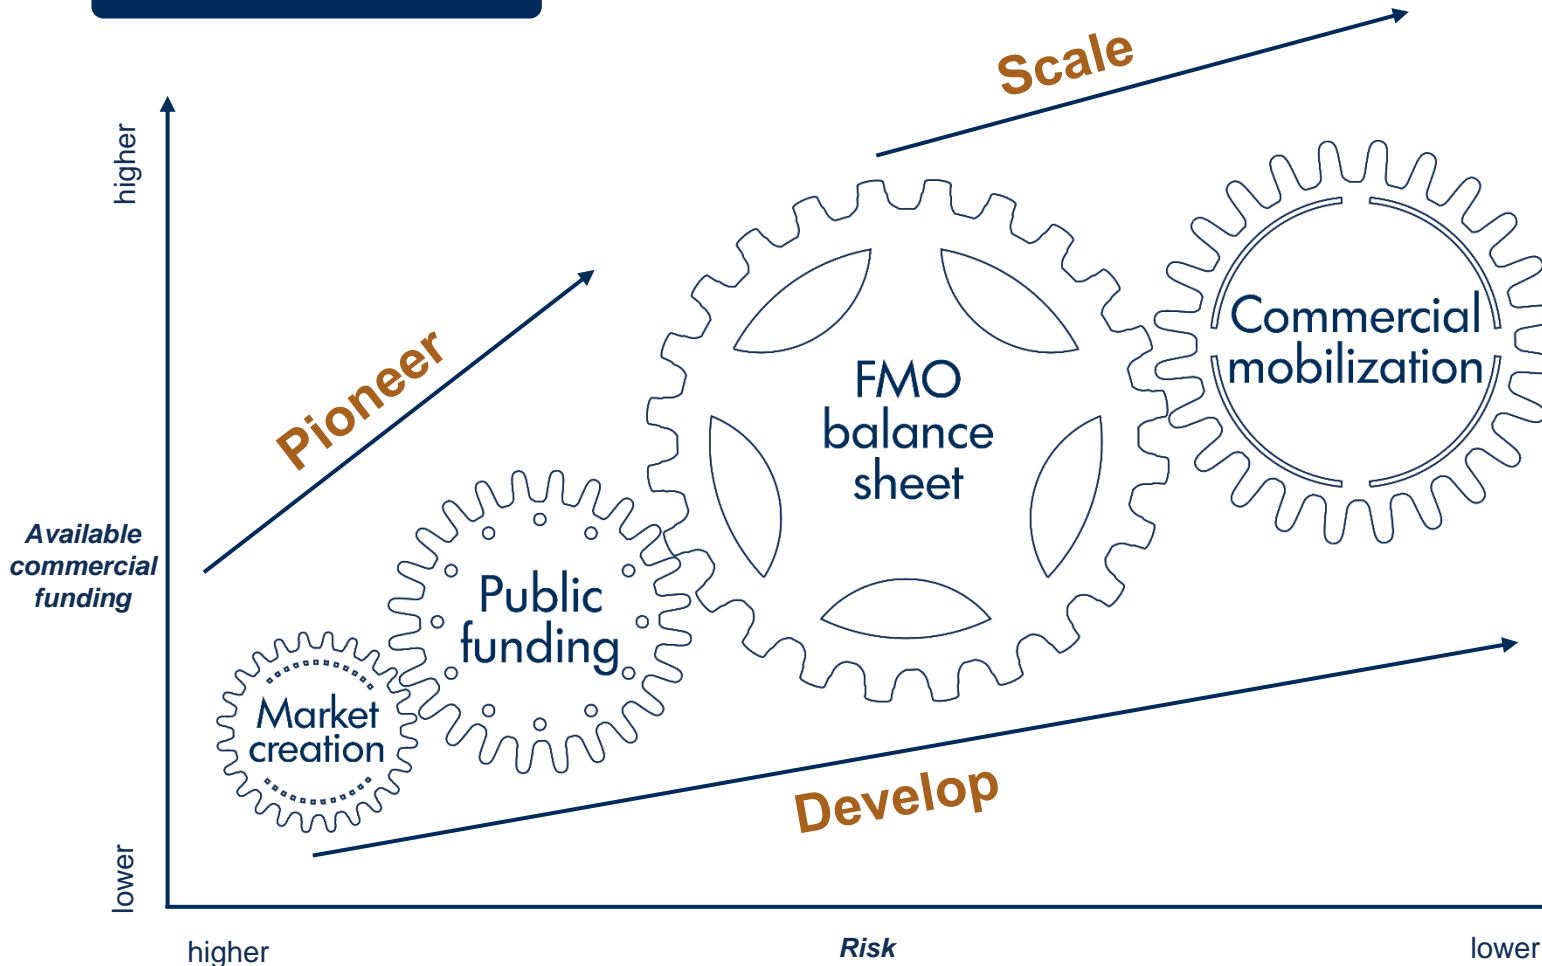 Scale
higher
Pioneer
Commercial
mobilization
FMO
balance
sheet
Available
commercial
funding
Public
funding
Market
creation
Develop
lower
higher
Risk
lower